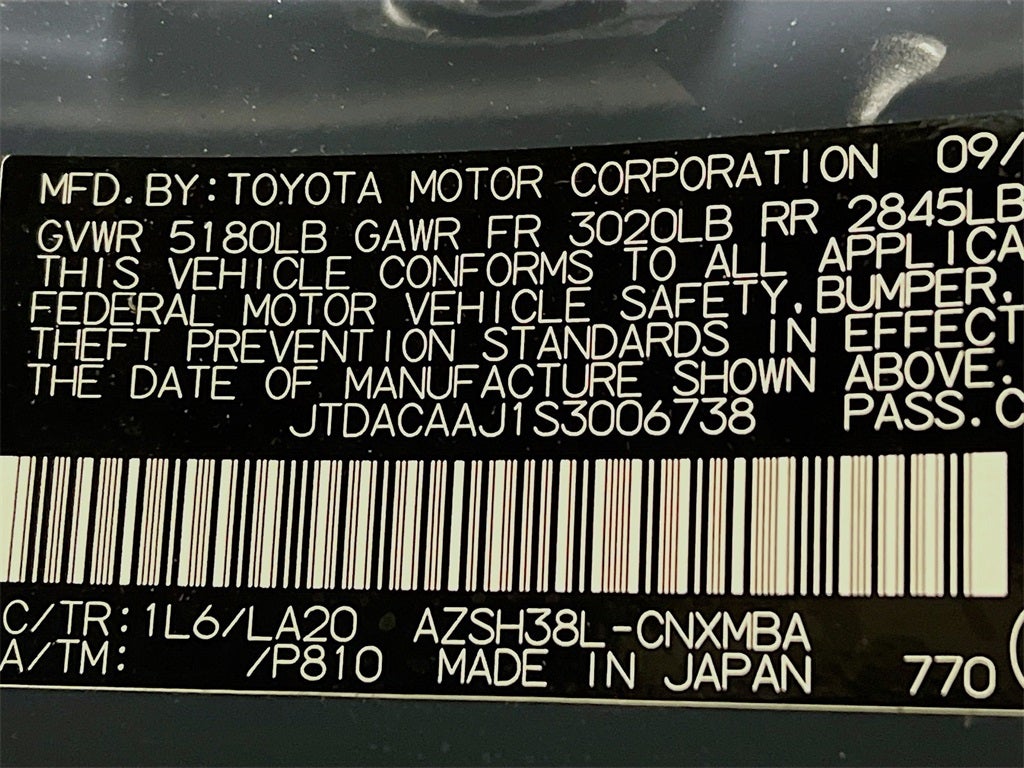 MFD. BY: TOYOTA MOTOR CORPORATION 09/
GVWR 5180LB GAWR FR 3020LB RR 2845LB
THIS VEHICLE CONFORMS TO ALL APPLICA
FEDERAL MOTOR VEHICLE SAFETY, BUMPER,
THEFT PREVENTION STANDARDS IN EFFECT
THE DATE OF MANUFACTURE SHOWN ABOVE.
JTDACAAJ1S3006738 PASS.C
C/TR: 1L6/LA20 AZSH38L-CNXMBA
A/TM: /P810 MADE IN JAPAN 770